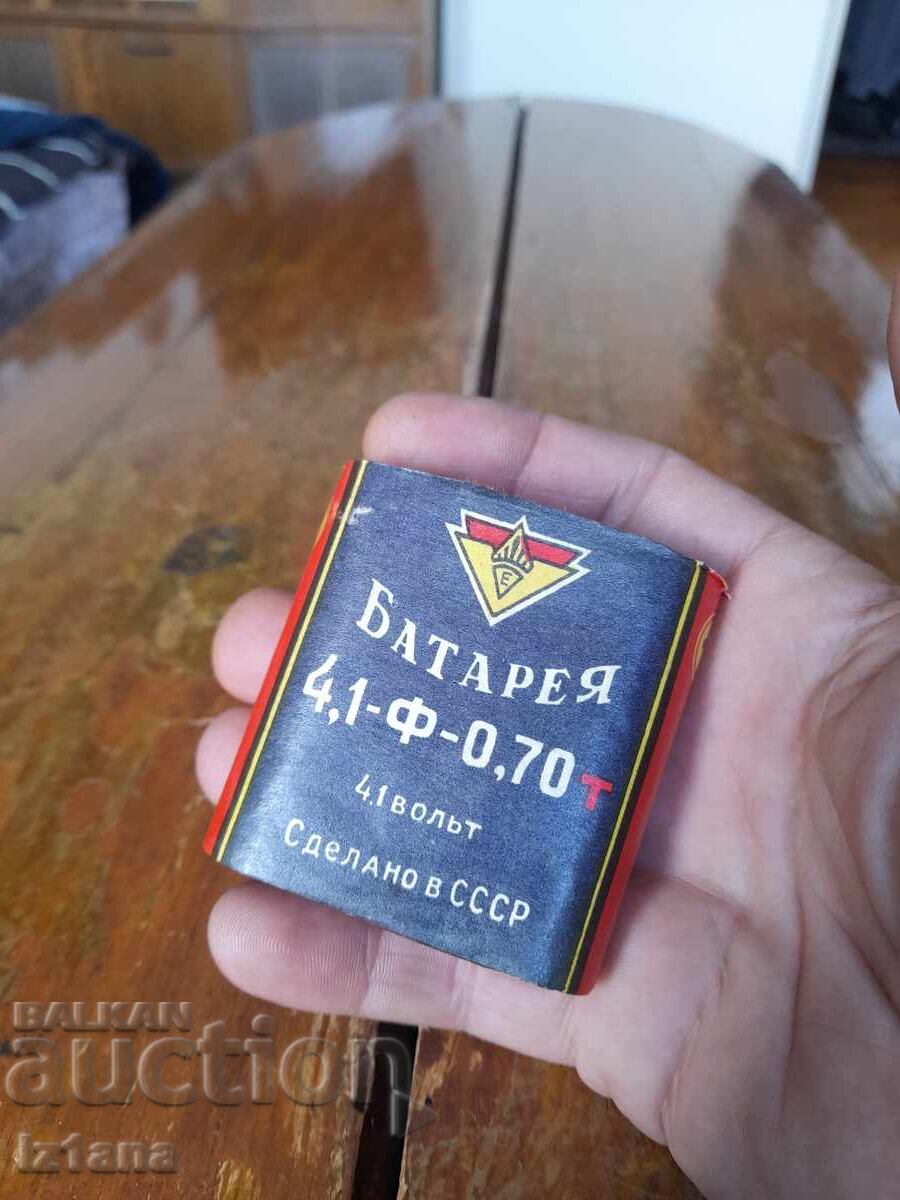 Е
БАТАРЕЯ
4,1-Ф-0,70т
4,1 ВОЛЬТ
СДЕЛАНО В СССР
BALKAN
auction
iz1ana